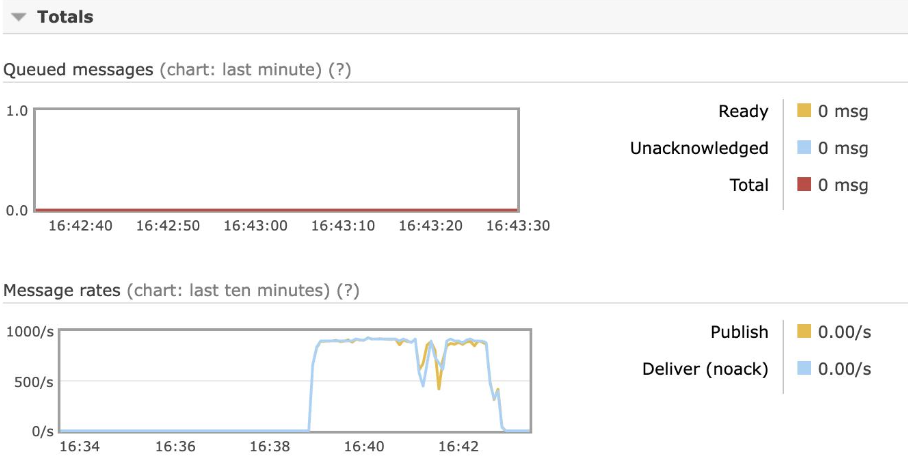 Totals
Queued messages (chart: last minute) (?)
1.0
0.0
16:42:40 16:42:50 16:43:00 16:43:10 16:43:20 16:43:30
Ready 0 msg
Unacknowledged 0 msg
Total 0 msg
Message rates (chart: last ten minutes) (?)
1000/s
500/s
0/s
16:34 16:36 16:38 16:40 16:42
Publish 0.00/s
Deliver (noack) 0.00/s